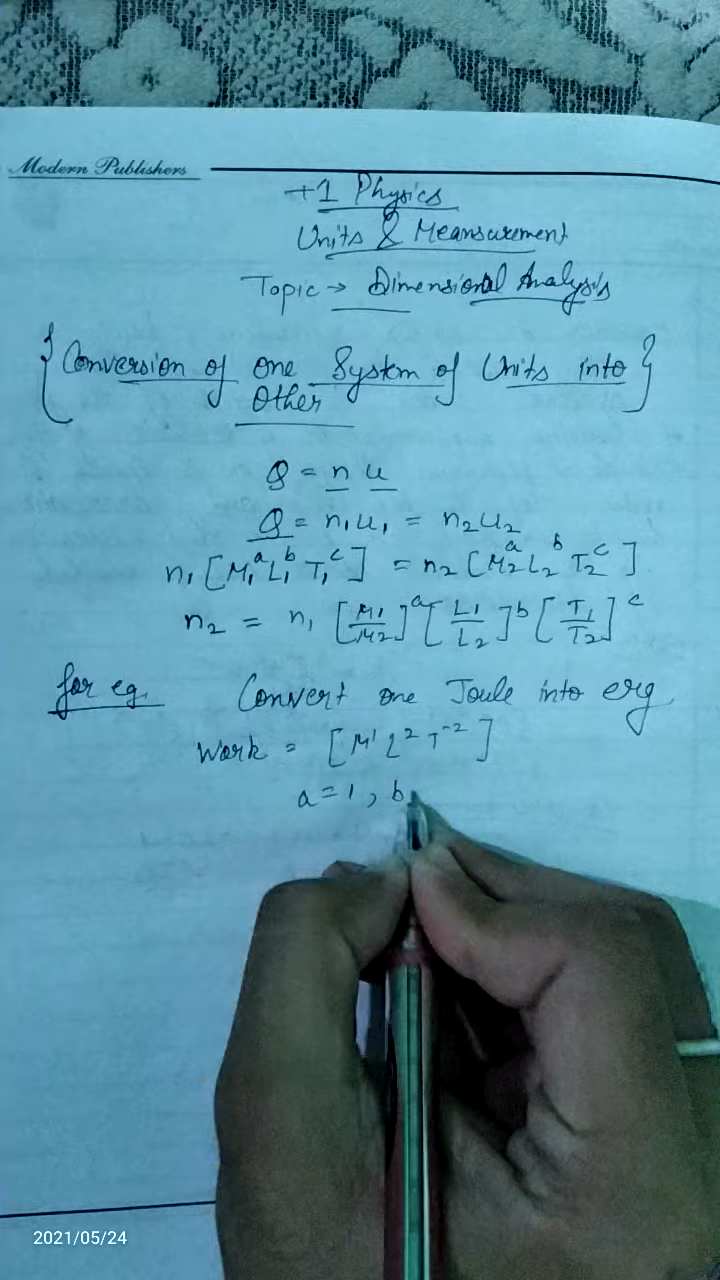 Modern Publishers
+1 Physics
Units & Meansurement
Topic → Dimensional Analysis
{Conversion of one System of Units into
Other}
Q = n u
Q = n₁u₁ = n₂u₂
n₁ [M₁ᵃ L₁ᵇ T₁ᶜ] = n₂ [M₂ᵃ L₂ᵇ T₂ᶜ]
n₂ = n₁ [M₁/M₂]ᵃ [L₁/L₂]ᵇ [T₁/T₂]ᶜ
for eg. Convert one Joule into erg
Work = [M¹ L² T⁻²]
a = 1, b
2021/05/24